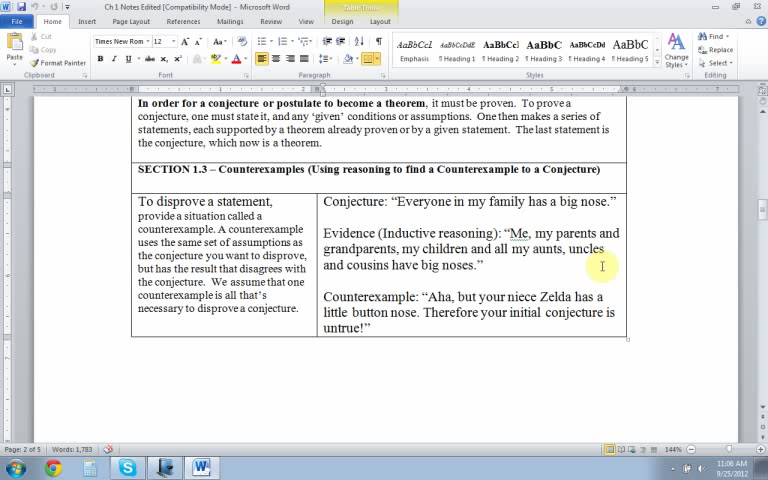 Ch 1 Notes Edited [Compatibility Mode] - Microsoft Word
Table Tools
File Home Insert Page Layout References Mailings Review View Design Layout
Paste
Cut
Copy
Format Painter
Clipboard
Times New Rom 12
Font
Paragraph
AaBbCcI AaBbCcDdE AaBbCcl AaBbC AaBbCcDd AaBbC
Emphasis ¶ Heading 1 ¶ Heading 2 ¶ Heading 3 ¶ Heading 4 ¶ Heading 5
Styles
Change Styles
Find
Replace
Select
Editing
In order for a conjecture or postulate to become a theorem, it must be proven. To prove a
conjecture, one must state it, and any ‘given’ conditions or assumptions. One then makes a series of
statements, each supported by a theorem already proven or by a given statement. The last statement is
the conjecture, which now is a theorem.
SECTION 1.3 – Counterexamples (Using reasoning to find a Counterexample to a Conjecture)
To disprove a statement,
provide a situation called a
counterexample. A counterexample
uses the same set of assumptions as
the conjecture you want to disprove,
but has the result that disagrees with
the conjecture. We assume that one
counterexample is all that’s
necessary to disprove a conjecture.
Conjecture: “Everyone in my family has a big nose.”
Evidence (Inductive reasoning): “Me, my parents and
grandparents, my children and all my aunts, uncles
and cousins have big noses.”
Counterexample: “Aha, but your niece Zelda has a
little button nose. Therefore your initial conjecture is
untrue!”
Page: 2 of 5 Words: 1,783
144%
11:06 AM
9/25/2012